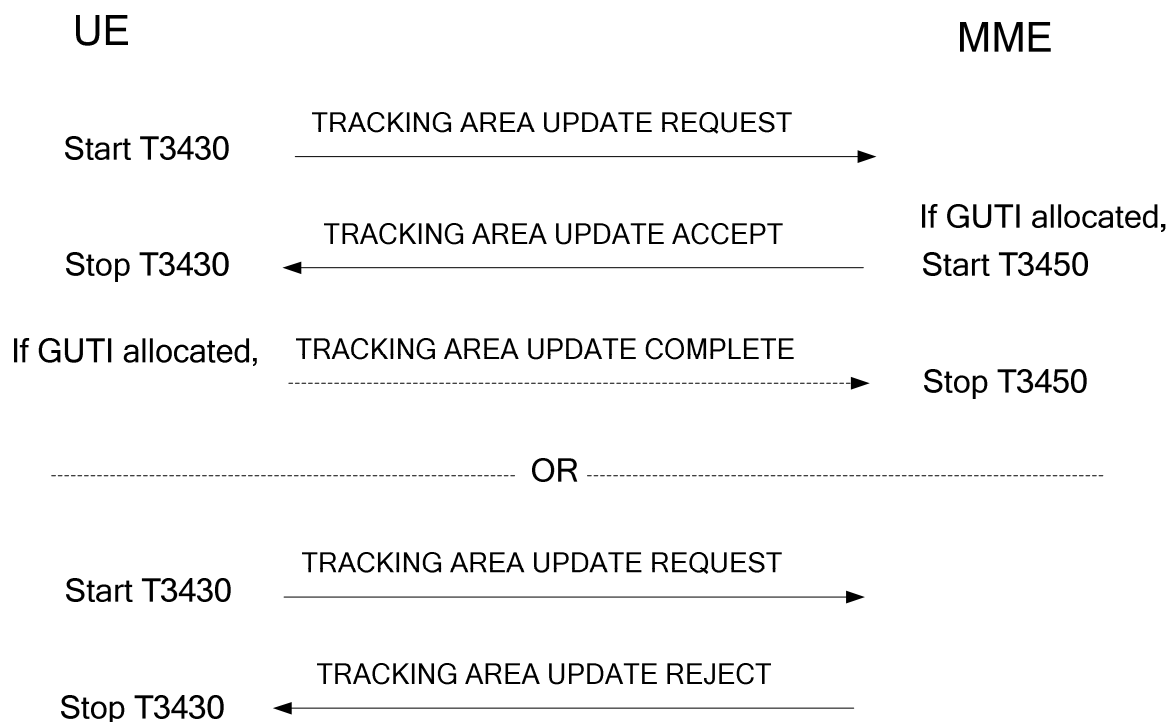 UE
MME
TRACKING AREA UPDATE REQUEST
Start T3430
If GUTI allocated,
TRACKING AREA UPDATE ACCEPT
Stop T3430
Start T3450
If GUTI allocated,
TRACKING AREA UPDATE COMPLETE
Stop T3450
OR
TRACKING AREA UPDATE REQUEST
Start T3430
TRACKING AREA UPDATE REJECT
Stop T3430